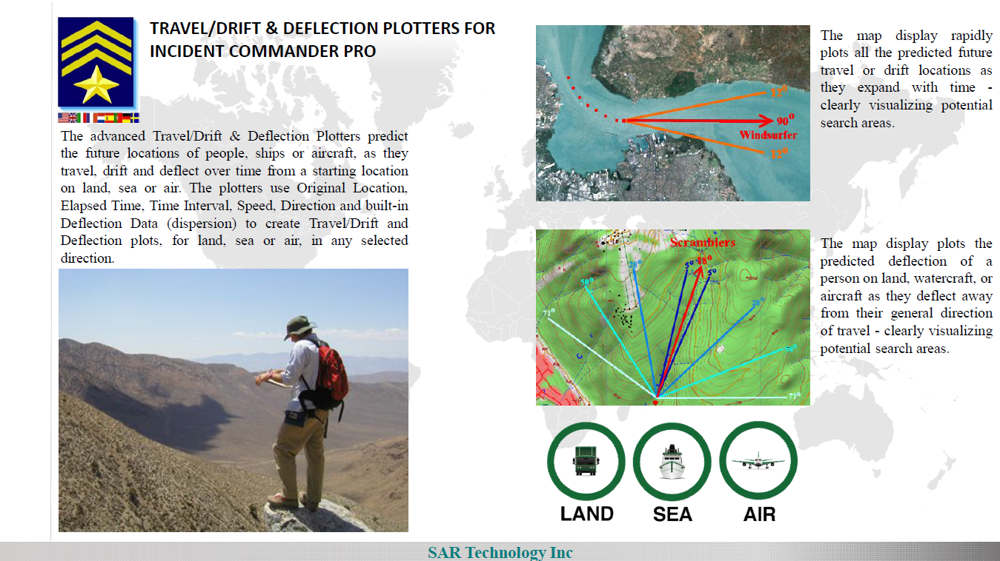 TRAVEL/DRIFT & DEFLECTION PLOTTERS FOR
INCIDENT COMMANDER PRO
The advanced Travel/Drift & Deflection Plotters predict
the future locations of people, ships or aircraft, as they
travel, drift and deflect over time from a starting location
on land, sea or air. The plotters use Original Location,
Elapsed Time, Time Interval, Speed, Direction and built-in
Deflection Data (dispersion) to create Travel/Drift and
Deflection plots, for land, sea or air, in any selected
direction.
11⁰
90⁰
Windsurfer
11⁰
The map display rapidly
plots all the predicted future
travel or drift locations as
they expand with time -
clearly visualizing potential
search areas.
Scramblers
28⁰
5⁰
18⁰
5⁰
50⁰
28⁰
71⁰
50⁰
71⁰
The map display plots the
predicted deflection of a
person on land, watercraft, or
aircraft as they deflect away
from their general direction
of travel - clearly visualizing
potential search areas.
LAND
SEA
AIR
SAR Technology Inc